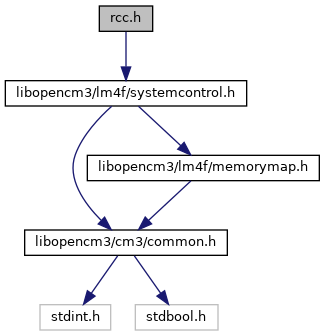 rcc.h
libopencm3/lm4f/systemcontrol.h
libopencm3/lm4f/memorymap.h
libopencm3/cm3/common.h
stdint.h
stdbool.h